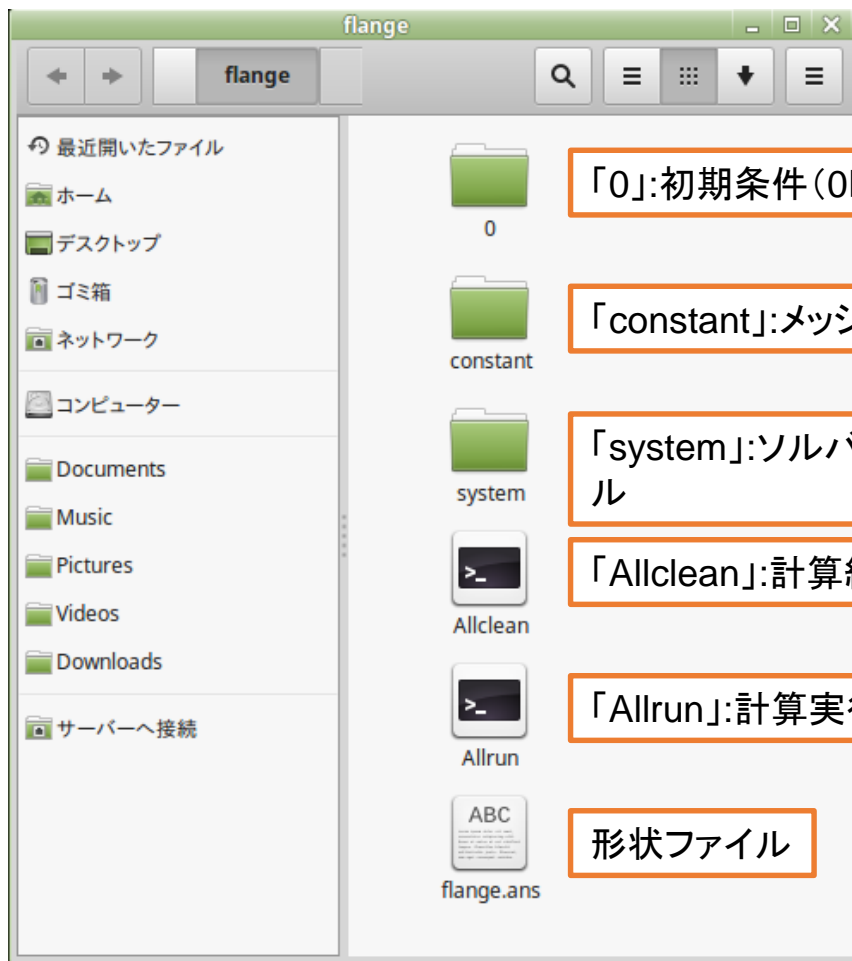 flange
flange
最近開いたファイル
ホーム
デスクトップ
ゴミ箱
ネットワーク
コンピューター
Documents
Music
Pictures
Videos
Downloads
サーバーへ接続
0
「0」:初期条件（0
constant
「constant」:メッシ
system
「system」:ソルバ
ル
Allclean
「Allclean」:計算
Allrun
「Allrun」:計算実
ABC
flange.ans
形状ファイル